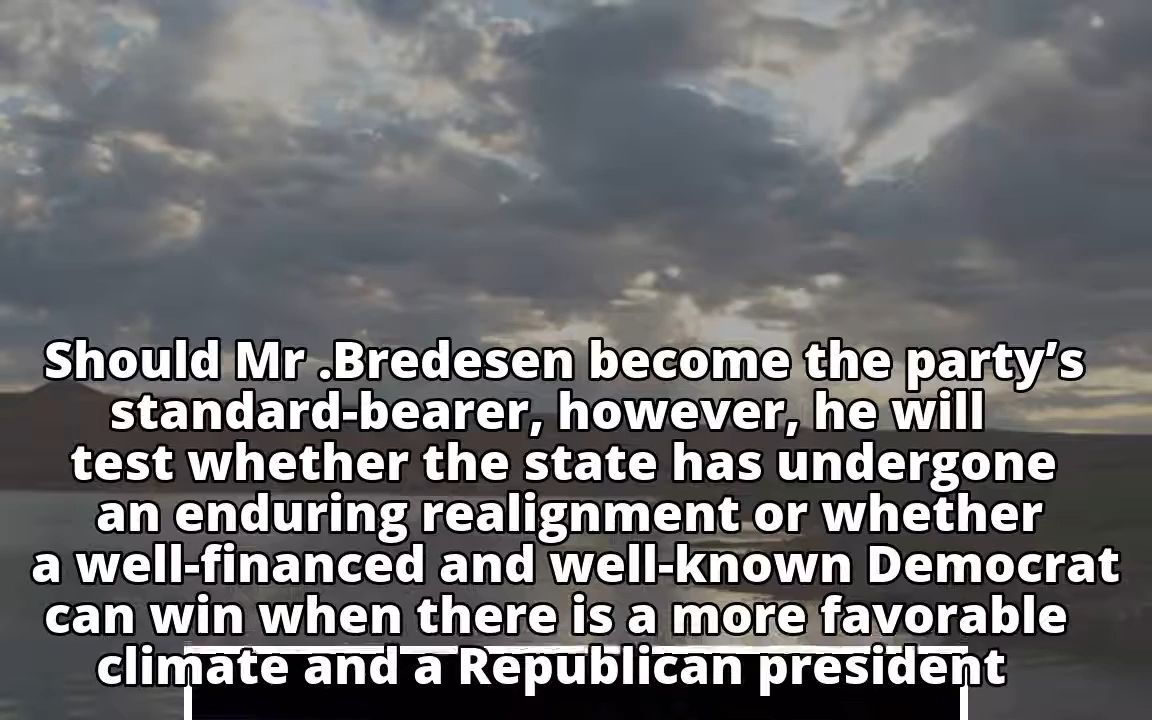 Should Mr .Bredesen become the party’s
standard-bearer, however, he will
test whether the state has undergone
an enduring realignment or whether
a well-financed and well-known Democrat
can win when there is a more favorable
climate and a Republican president